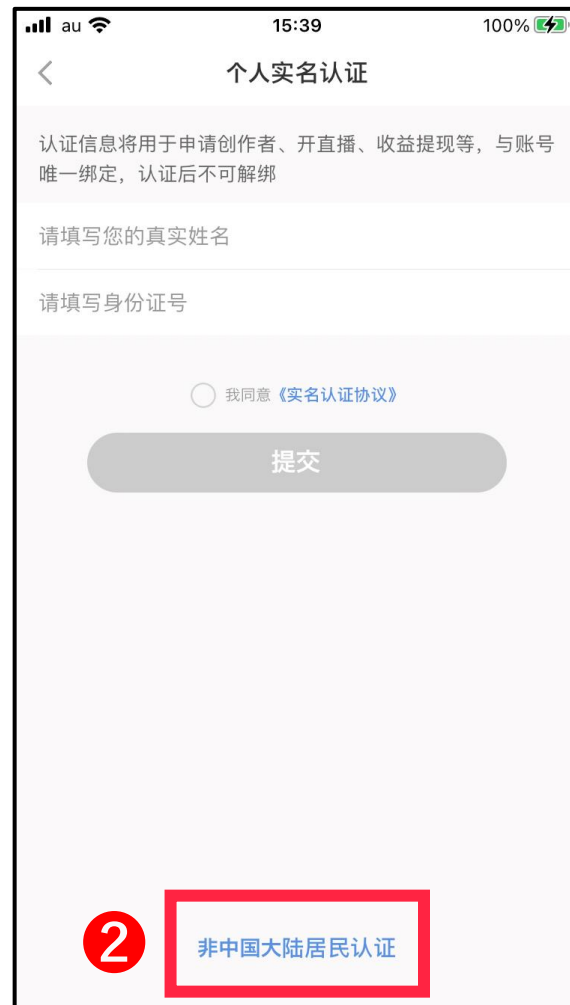 au 15:39 100%
个人实名认证
认证信息将用于申请创作者、开直播、收益提现等，与账号
唯一绑定，认证后不可解绑
请填写您的真实姓名
请填写身份证号
我同意《实名认证协议》
提交
2 非中国大陆居民认证